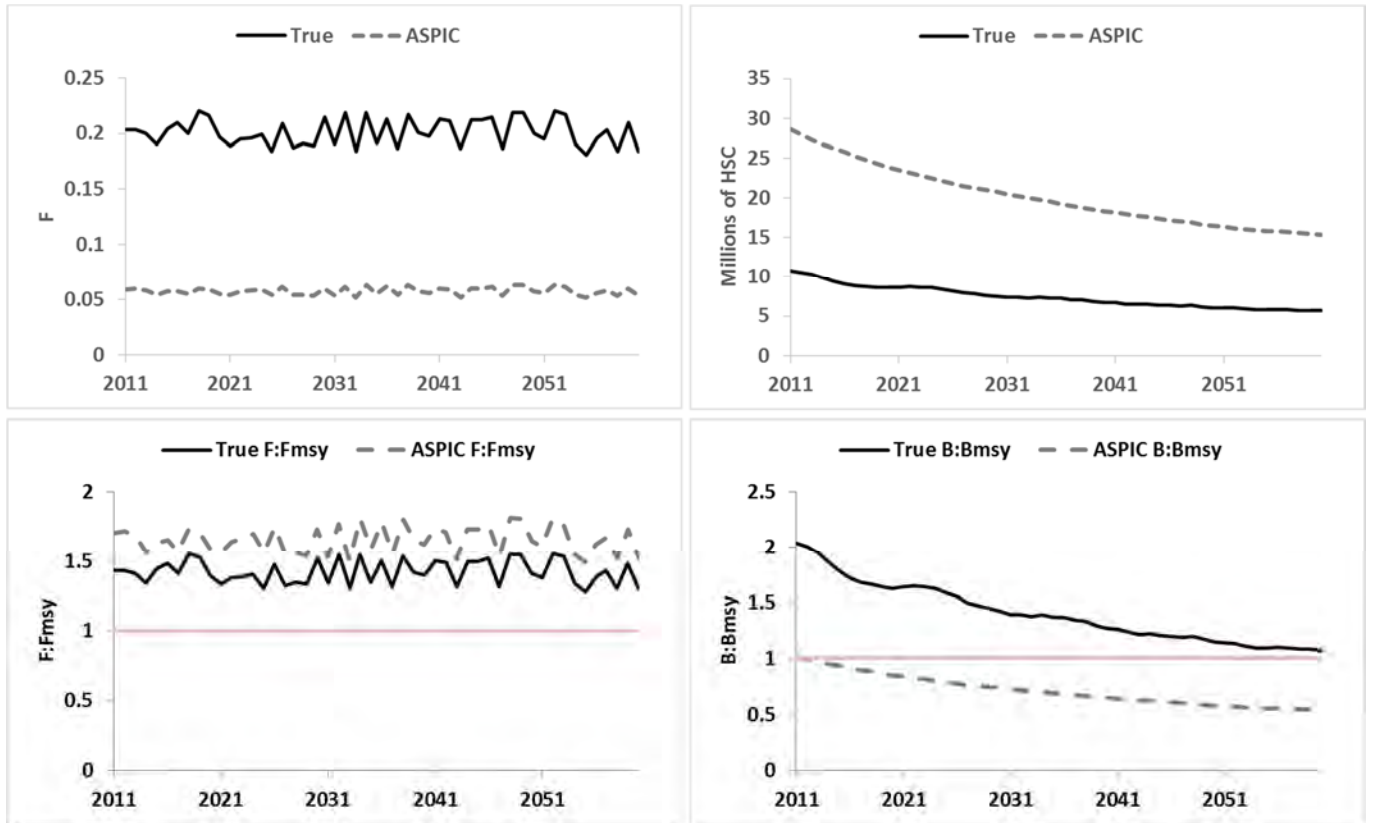 True ASPIC
0.25
0.2
0.15
0.1
0.05
0
F
2011 2021 2031 2041 2051
True ASPIC
35
30
25
20
15
10
5
0
Millions of HSC
2011 2021 2031 2041 2051
True F:Fmsy ASPIC F:Fmsy
2
1.5
1
0.5
0
F:Fmsy
2011 2021 2031 2041 2051
True B:Bmsy ASPIC B:Bmsy
2.5
2
1.5
1
0.5
0
B:Bmsy
2011 2021 2031 2041 2051